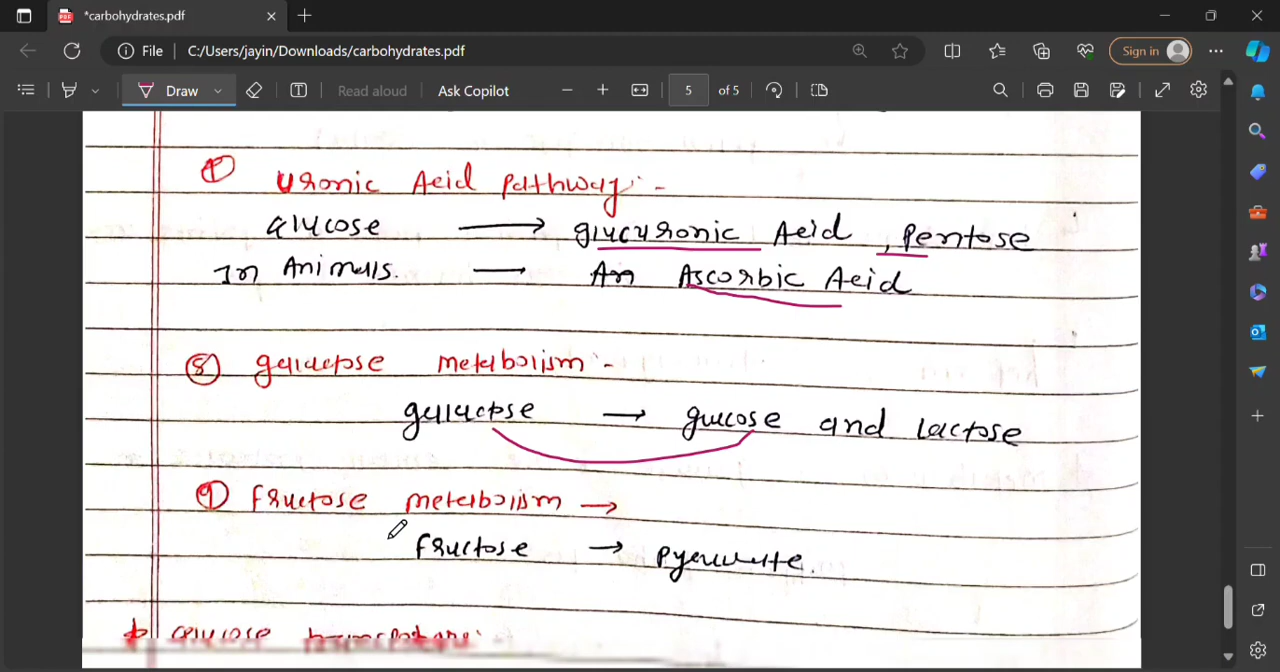 *carbohydrates.pdf
File C:/Users/jayin/Downloads/carbohydrates.pdf Sign in
Draw Read aloud Ask Copilot 5 of 5
Uronic Acid Pathway:-
Glucose → glucuronic Acid, Pentose
In Animals. — An Ascorbic Acid
⑧ galactose metabolism:-
galactose → glucose and Lactose
⑨ fructose metabolism →
fructose → pyruvate.